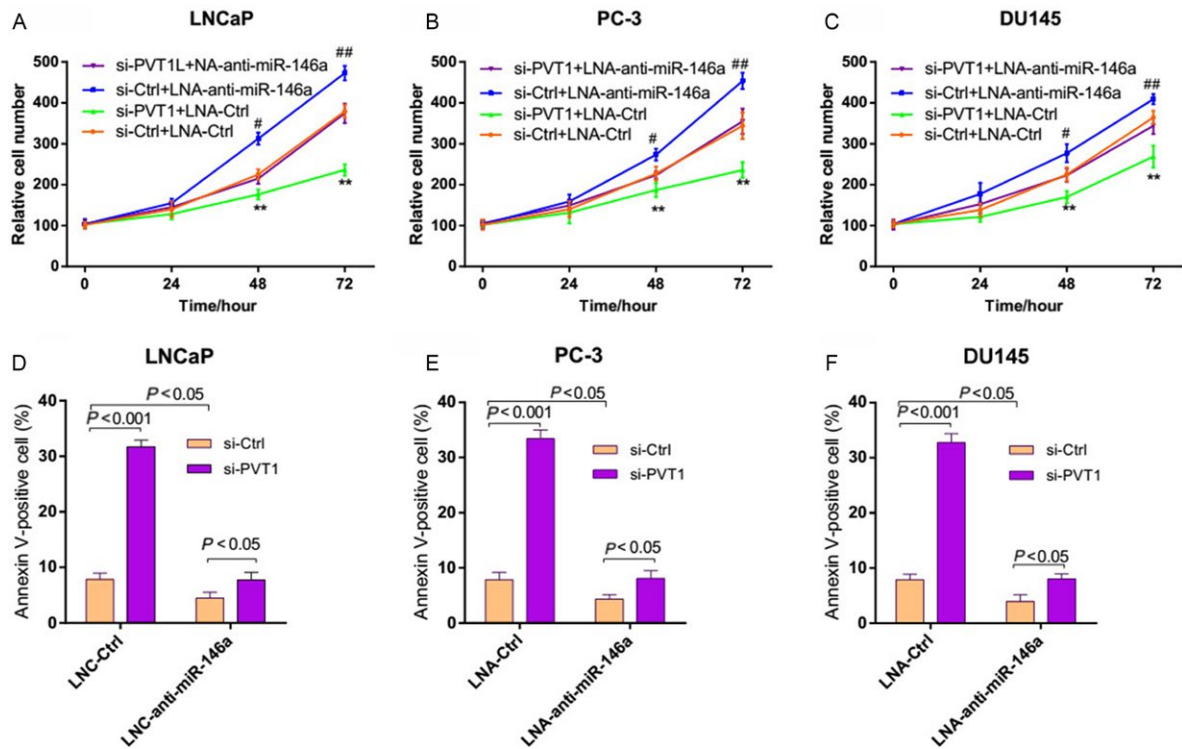 A
LNCaP
Relative cell number
500
400
300
200
100
0
si-PVT1L+NA-anti-miR-146a
si-Ctrl+LNA-anti-miR-146a
si-PVT1+LNA-Ctrl
si-Ctrl+LNA-Ctrl
#
##
**
**
0 24 48 72
Time/hour
B
PC-3
Relative cell number
500
400
300
200
100
0
si-PVT1+LNA-anti-miR-146a
si-Ctrl+LNA-anti-miR-146a
si-PVT1+LNA-Ctrl
si-Ctrl+LNA-Ctrl
#
##
**
**
0 24 48 72
Time/hour
C
DU145
Relative cell number
500
400
300
200
100
0
si-PVT1+LNA-anti-miR-146a
si-Ctrl+LNA-anti-miR-146a
si-PVT1+LNA-Ctrl
si-Ctrl+LNA-Ctrl
#
##
**
**
0 24 48 72
Time/hour
D
LNCaP
Annexin V-positive cell (%)
40
30
20
10
0
P<0.05
P<0.001
P<0.05
si-Ctrl
si-PVT1
LNC-Ctrl
LNC-anti-miR-146a
E
PC-3
Annexin V-positive cell (%)
40
30
20
10
0
P<0.05
P<0.001
P<0.05
si-Ctrl
si-PVT1
LNA-Ctrl
LNA-anti-miR-146a
F
DU145
Annexin V-positive cell (%)
40
30
20
10
0
P<0.05
P<0.001
P<0.05
si-Ctrl
si-PVT1
LNA-Ctrl
LNA-anti-miR-146a